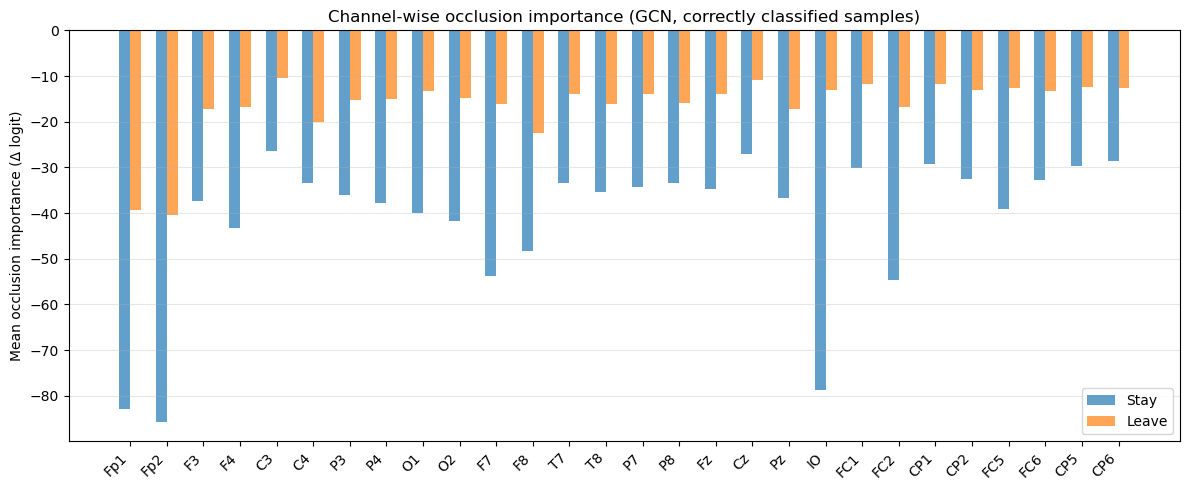 Channel-wise occlusion importance (GCN, correctly classified samples)
Mean occlusion importance (Δ logit)
0
−10
−20
−30
−40
−50
−60
−70
−80
Stay
Leave
Fp1 Fp2 F3 F4 C3 C4 P3 P4 O1 O2 F7 F8 T7 T8 P7 P8 Fz Cz Pz IO FC1 FC2 CP1 CP2 FC5 FC6 CP5 CP6